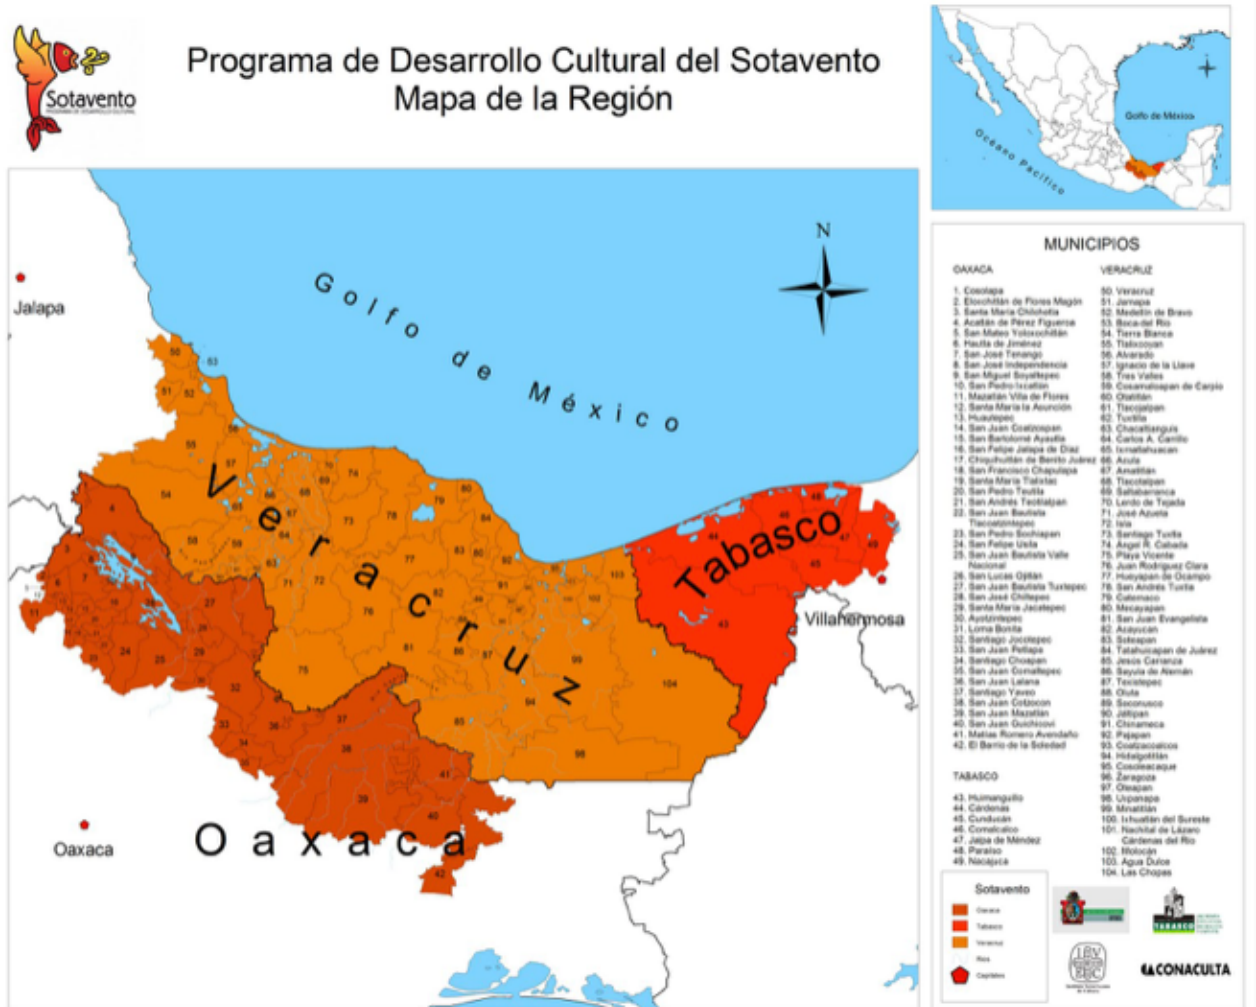 Sotavento
Programa de Desarrollo Cultural del Sotavento
Mapa de la Región
Golfo de México
Océano Pacífico
N
Jalapa
Golfo de México
Veracruz
Tabasco
Villahermosa
Oaxaca
Oaxaca
MUNICIPIOS
OAXACA
1. Cosolapa
2. Eloxchitlán de Flores Magón
3. Santa María Chilchotla
4. Acatlán de Pérez Figueroa
5. San Mateo Yoloxochitlán
6. Huautla de Jiménez
7. San José Tenango
8. San José Independencia
9. San Miguel Soyaltepec
10. San Pedro Ixcatlán
11. Mazatlán Villa de Flores
12. Santa María la Asunción
13. Huautepec
14. San Juan Coatzospan
15. San Bartolomé Ayautla
16. San Felipe Jalapa de Díaz
17. Chiquihuitlán de Benito Juárez
18. San Francisco Chapulapa
19. Santa María Tlalixtac
20. San Pedro Teutila
21. San Andrés Teotilalpan
22. San Juan Bautista
Tlacoatzintepec
23. San Pedro Sochiapan
24. San Felipe Usila
25. San Juan Bautista Valle
Nacional
26. San Lucas Ojitlán
27. San Juan Bautista Tuxtepec
28. San José Chiltepec
29. Santa María Jacatepec
30. Ayotzintepec
31. Loma Bonita
32. Santiago Jocotepec
33. San Juan Petlapa
34. Santiago Choapan
35. San Juan Comaltepec
36. San Juan Lalana
37. Santiago Yaveo
38. San Juan Cotzocon
39. San Juan Mazatlán
40. San Juan Guichicovi
41. Matías Romero Avendaño
42. El Barrio de la Soledad
TABASCO
43. Huimanguillo
44. Cárdenas
45. Cunducán
46. Comalcalco
47. Jalpa de Méndez
48. Paraíso
49. Nacajuca
VERACRUZ
50. Veracruz
51. Jamapa
52. Medellín de Bravo
53. Boca del Río
54. Tierra Blanca
55. Tlalixcoyan
56. Alvarado
57. Ignacio de la Llave
58. Tres Valles
59. Cosamaloapan de Carpio
60. Otatitlán
61. Tlacojalpan
62. Tuxtilla
63. Chacaltianguis
64. Carlos A. Carrillo
65. Ixmatlahuacan
66. Acula
67. Amatitlán
68. Tlacotalpan
69. Saltabarranca
70. Lerdo de Tejada
71. José Azueta
72. Isla
73. Santiago Tuxtla
74. Angel R. Cabada
75. Playa Vicente
76. Juan Rodríguez Clara
77. Hueyapan de Ocampo
78. San Andrés Tuxtla
79. Catemaco
80. Mecayapan
81. San Juan Evangelista
82. Acayucan
83. Soteapan
84. Tatahuicapan de Juárez
85. Jesús Carranza
86. Sayula de Alemán
87. Texistepec
88. Oluta
89. Soconusco
90. Jáltipan
91. Chinameca
92. Pajapan
93. Coatzacoalcos
94. Hidalgotitlán
95. Cosoleacaque
96. Zaragoza
97. Oteapan
98. Uxpanapa
99. Minatitlán
100. Ixhuatlán del Sureste
101. Nachital de Lázaro
Cárdenas del Río
102. Moloacán
103. Agua Dulce
104. Las Chopas
Sotavento
Oaxaca
Tabasco
Veracruz
Ríos
Capitales
TABASCO
CONACULTA